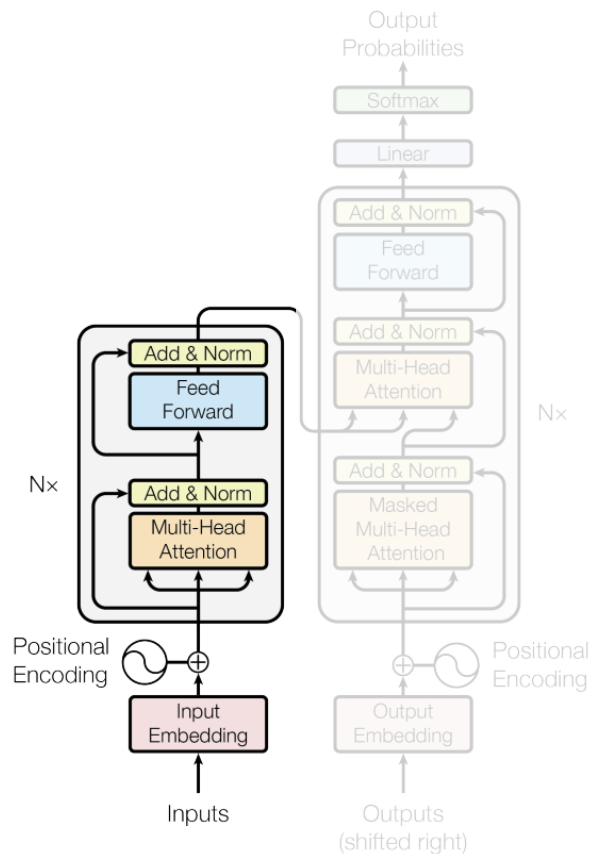 Output
Probabilities
Softmax
Linear
Add & Norm
Feed
Forward
Add & Norm
Multi-Head
Attention
Nx
Add & Norm
Masked
Multi-Head
Attention
Positional
Encoding
Output
Embedding
Outputs
(shifted right)
Add & Norm
Feed
Forward
Nx
Add & Norm
Multi-Head
Attention
Positional
Encoding
Input
Embedding
Inputs